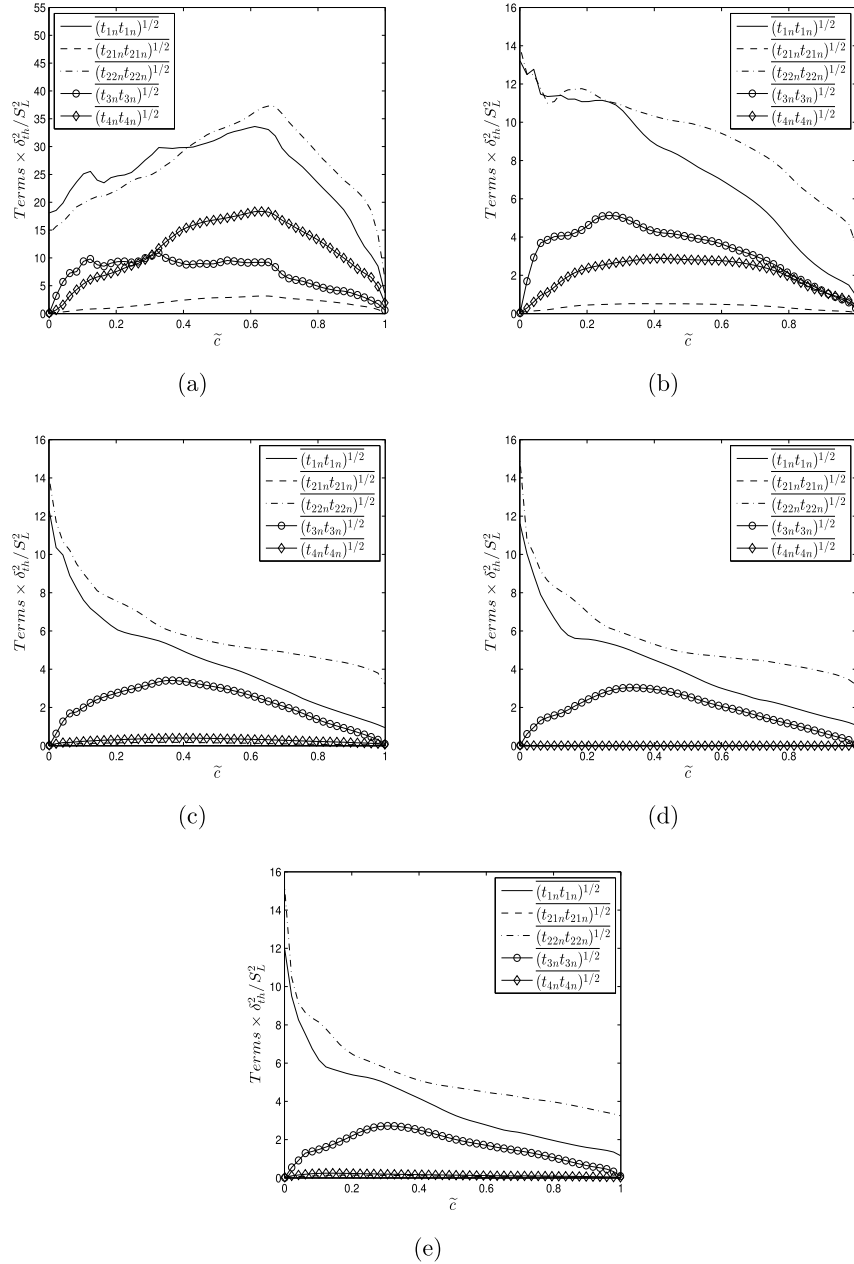 55
50
45
40
35
30
25
20
15
10
5
0
0 0.2 0.4 0.6 0.8 1
Terms × δ²ₜₕ/S²_L
c̃
(t₁ₙt₁ₙ)^1/2
(t₂₁ₙt₂₁ₙ)^1/2
(t₂₂ₙt₂₂ₙ)^1/2
(t₃ₙt₃ₙ)^1/2
(t₄ₙt₄ₙ)^1/2
(a)
16
14
12
10
8
6
4
2
0
0 0.2 0.4 0.6 0.8
Terms × δ²ₜₕ/S²_L
c̃
(t₁ₙt₁ₙ)^1/2
(t₂₁ₙt₂₁ₙ)^1/2
(t₂₂ₙt₂₂ₙ)^1/2
(t₃ₙt₃ₙ)^1/2
(t₄ₙt₄ₙ)^1/2
(b)
16
14
12
10
8
6
4
2
0
0 0.2 0.4 0.6 0.8 1
Terms × δ²ₜₕ/S²_L
c̃
(t₁ₙt₁ₙ)^1/2
(t₂₁ₙt₂₁ₙ)^1/2
(t₂₂ₙt₂₂ₙ)^1/2
(t₃ₙt₃ₙ)^1/2
(t₄ₙt₄ₙ)^1/2
(c)
16
14
12
10
8
6
4
2
0
0 0.2 0.4 0.6 0.8
Terms × δ²ₜₕ/S²_L
c̃
(t₁ₙt₁ₙ)^1/2
(t₂₁ₙt₂₁ₙ)^1/2
(t₂₂ₙt₂₂ₙ)^1/2
(t₃ₙt₃ₙ)^1/2
(t₄ₙt₄ₙ)^1/2
(d)
16
14
12
10
8
6
4
2
0
0 0.2 0.4 0.6 0.8 1
Terms × δ²ₜₕ/S²_L
c̃
(t₁ₙt₁ₙ)^1/2
(t₂₁ₙt₂₁ₙ)^1/2
(t₂₂ₙt₂₂ₙ)^1/2
(t₃ₙt₃ₙ)^1/2
(t₄ₙt₄ₙ)^1/2
(e)